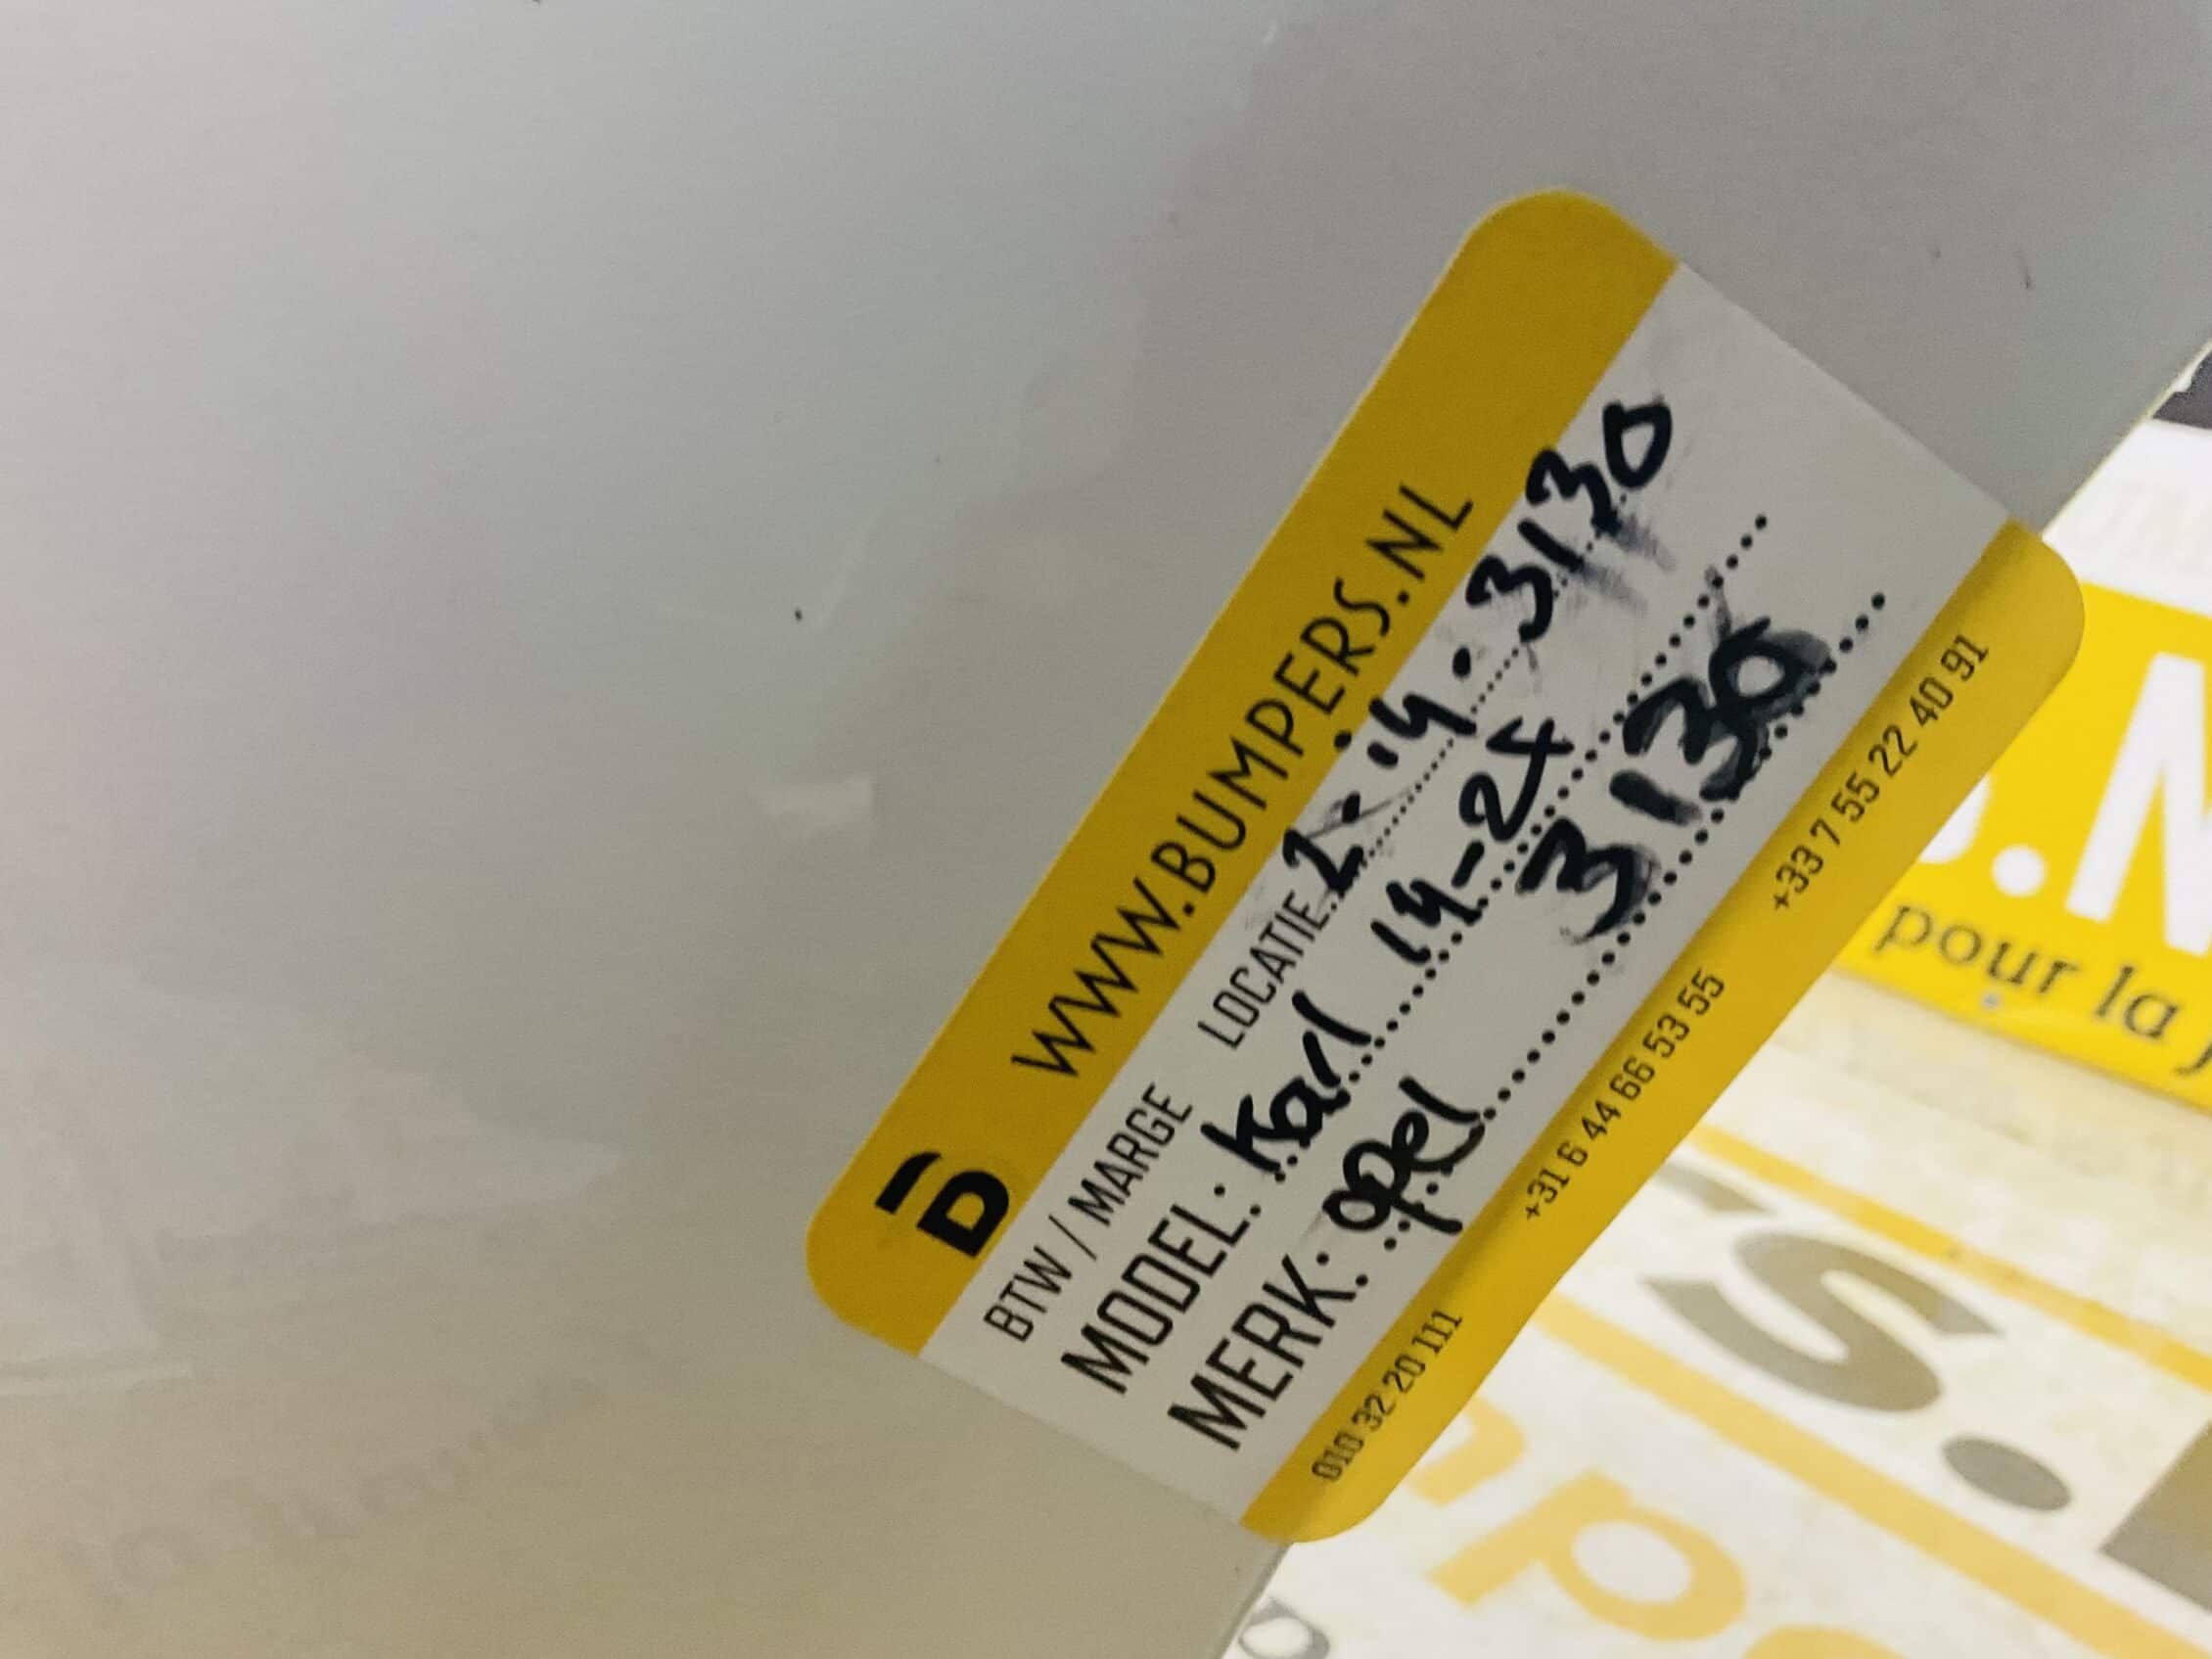 WWW.BUMPERS.NL
BTW / MARGE LOCATIE 2-14.3130
MODEL: Karl 14-24
MERK: opel 3130
010 32 20 111 +31 6 44 66 53 55 +33 7 55 22 40 91
pour la